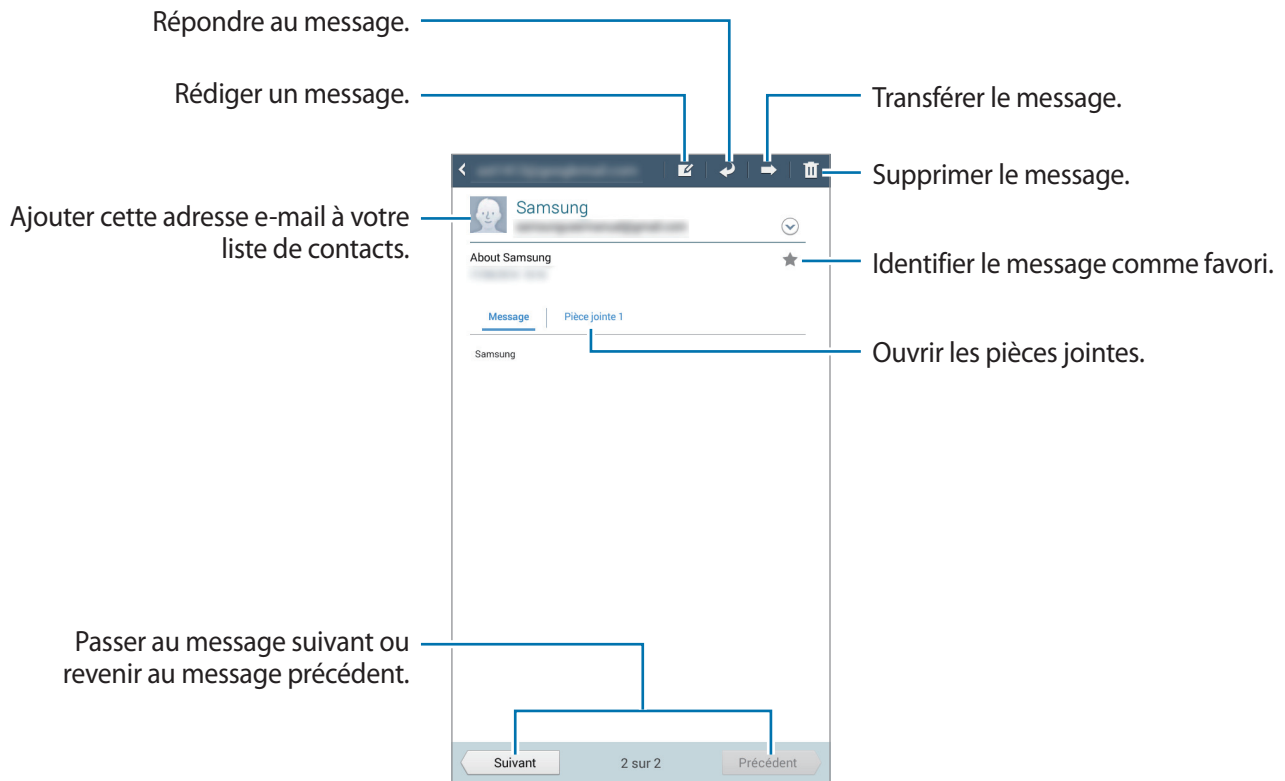 Répondre au message.
Rédiger un message.
Transférer le message.
Supprimer le message.
Ajouter cette adresse e-mail à votre
liste de contacts.
Samsung
About Samsung
Identifier le message comme favori.
Message
Pièce jointe 1
Ouvrir les pièces jointes.
Samsung
Passer au message suivant ou
revenir au message précédent.
Suivant
2 sur 2
Précédent